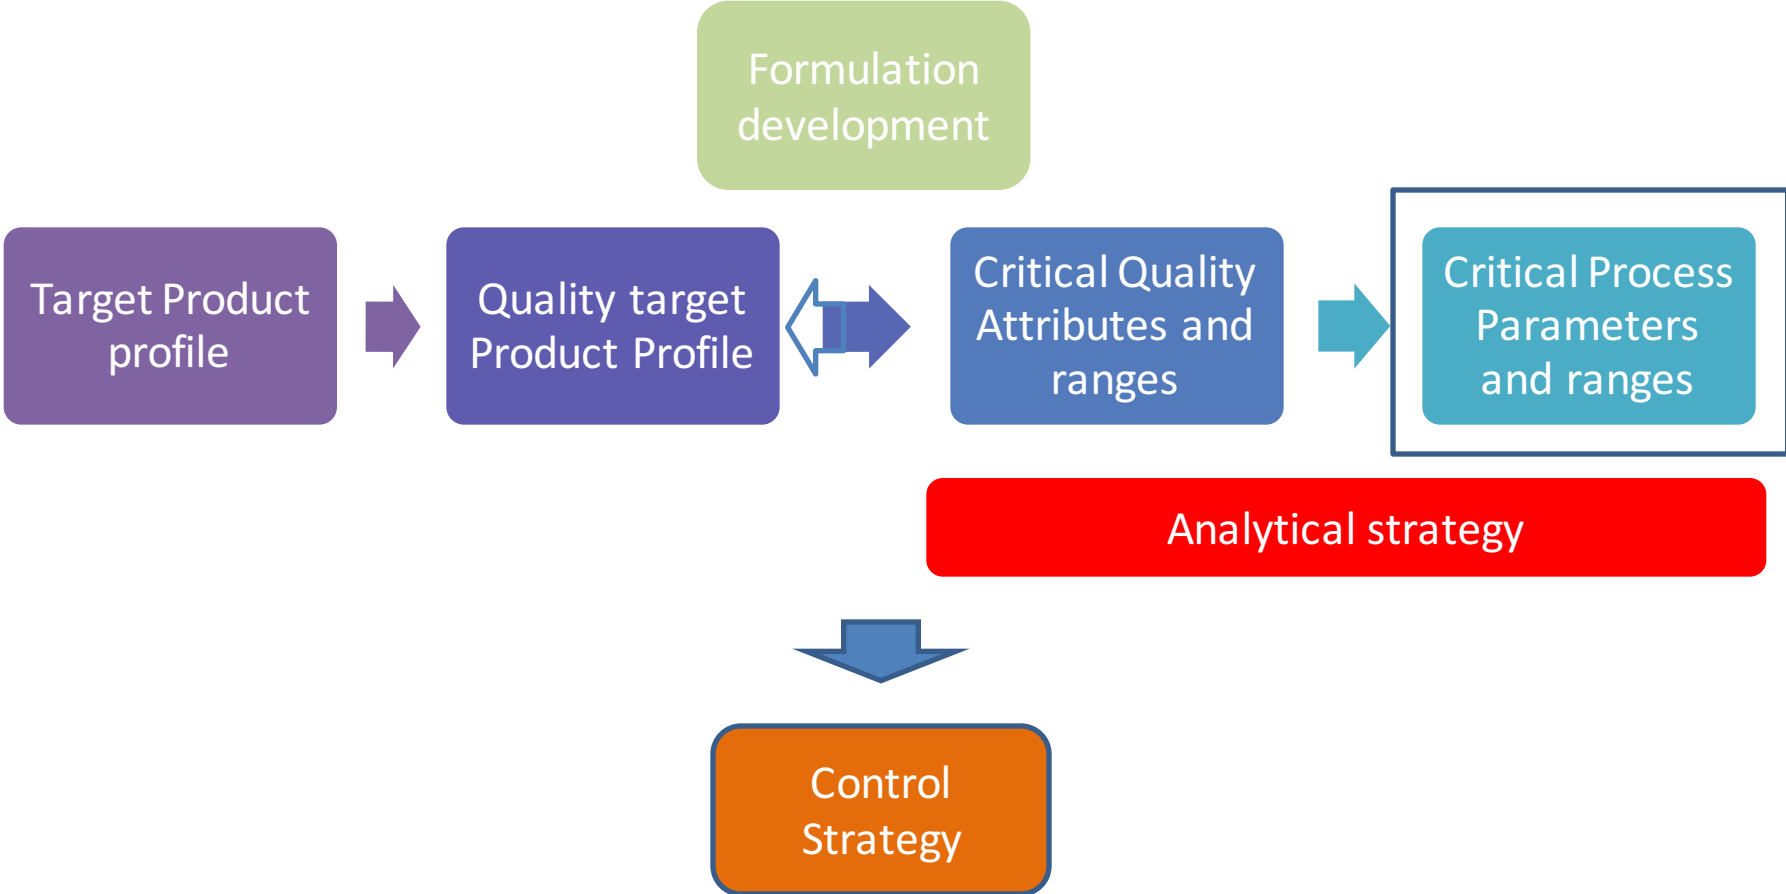 Formulation
development
Target Product
profile
Quality target
Product Profile
Critical Quality
Attributes and
ranges
Critical Process
Parameters
and ranges
Analytical strategy
Control
Strategy